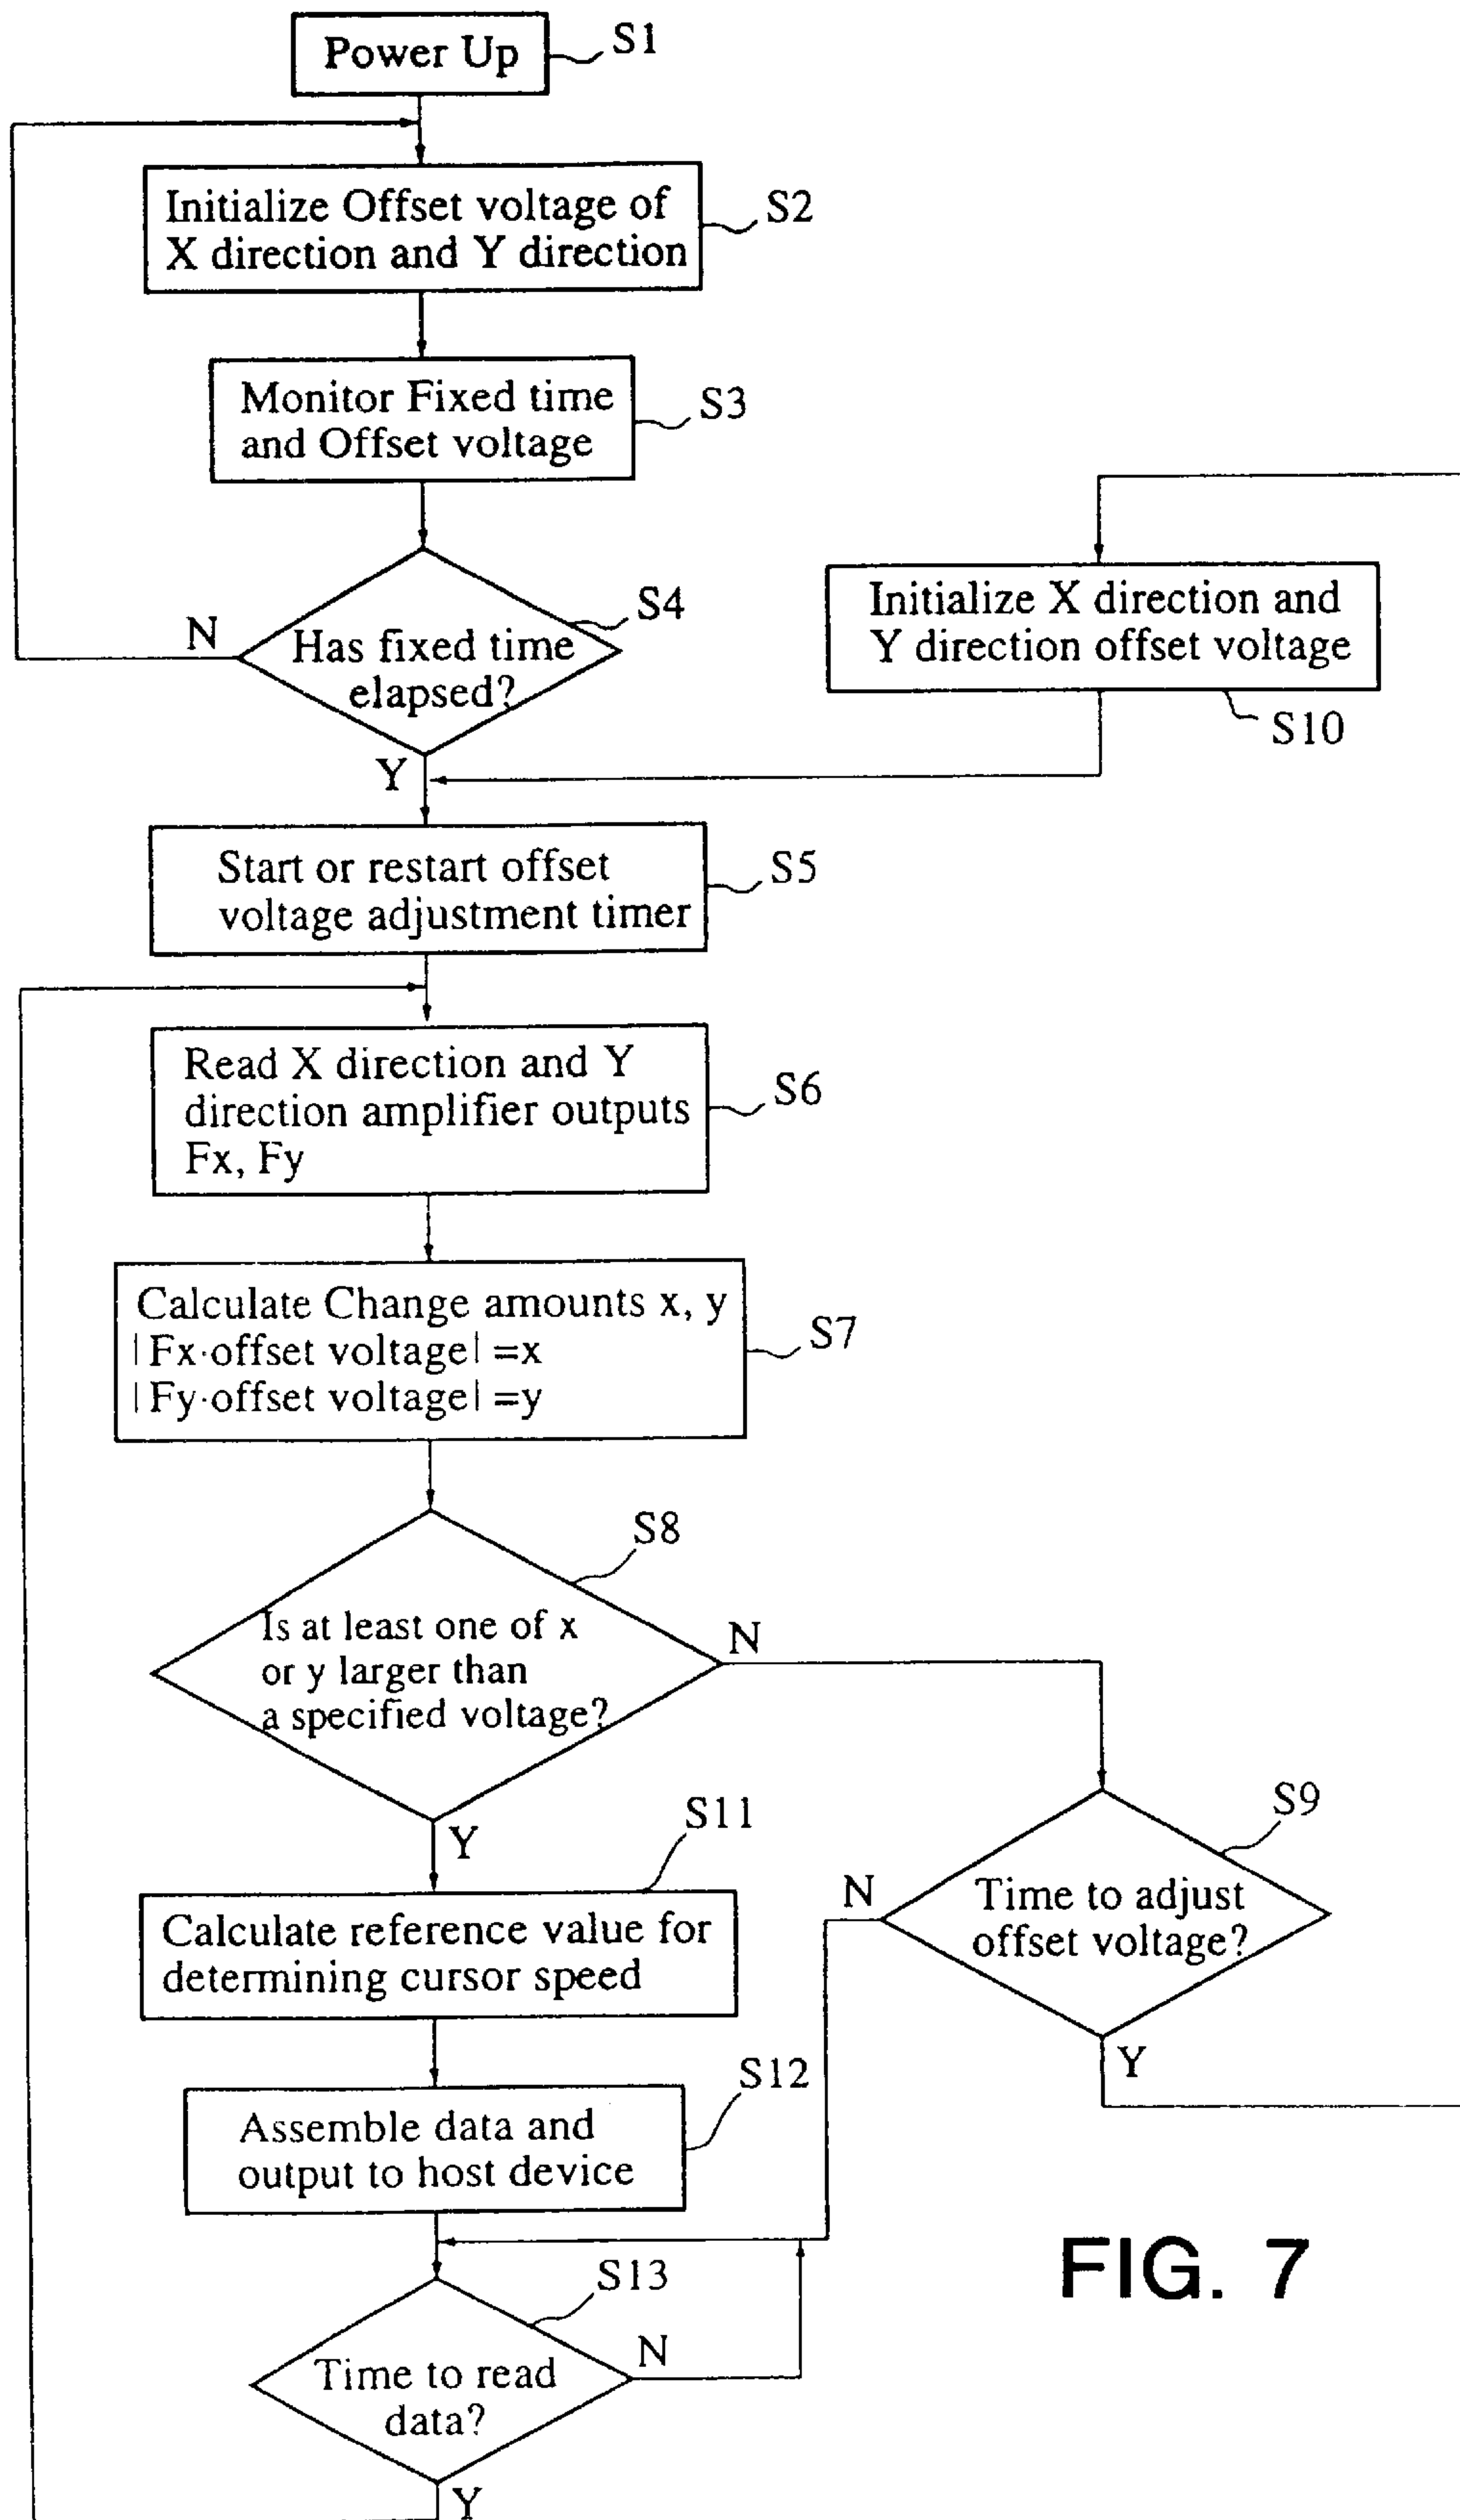 Power Up
S1
Initialize Offset voltage of
X direction and Y direction
S2
Monitor Fixed time
and Offset voltage
S3
Has fixed time
elapsed?
S4
N
Y
Initialize X direction and
Y direction offset voltage
S10
Start or restart offset
voltage adjustment timer
S5
Read X direction and Y
direction amplifier outputs
Fx, Fy
S6
Calculate Change amounts x, y
|Fx·offset voltage| =x
|Fy·offset voltage| =y
S7
Is at least one of x
or y larger than
a specified voltage?
S8
N
Y
Time to adjust
offset voltage?
S9
N
Y
Calculate reference value for
determining cursor speed
S11
Assemble data and
output to host device
S12
Time to read
data?
S13
N
Y
FIG. 7